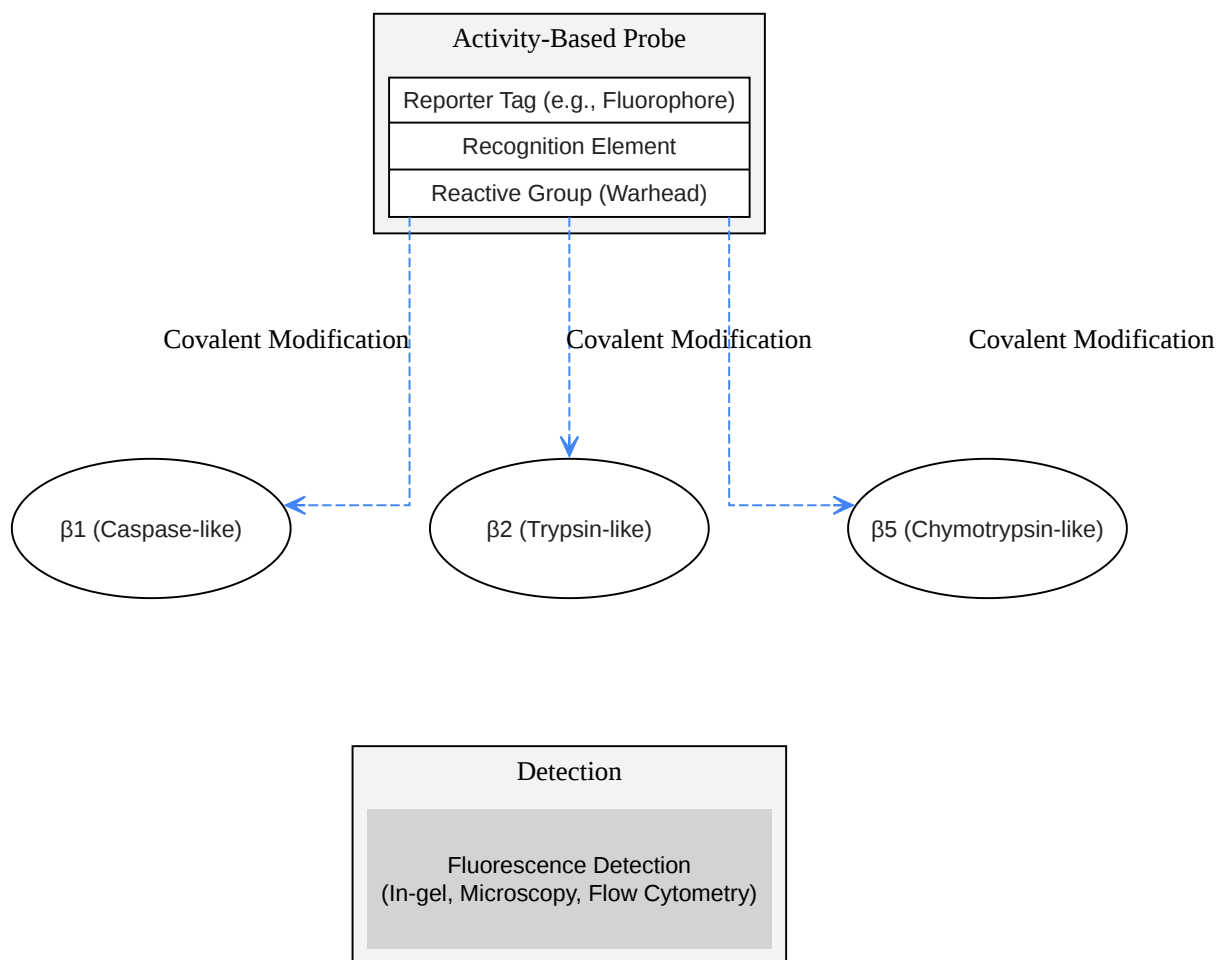 Activity-Based Probe
Reporter Tag (e.g., Fluorophore)
Recognition Element
Reactive Group (Warhead)
Covalent Modification
Covalent Modification
Covalent Modification
β1 (Caspase-like)
β2 (Trypsin-like)
β5 (Chymotrypsin-like)
Detection
Fluorescence Detection
(In-gel, Microscopy, Flow Cytometry)